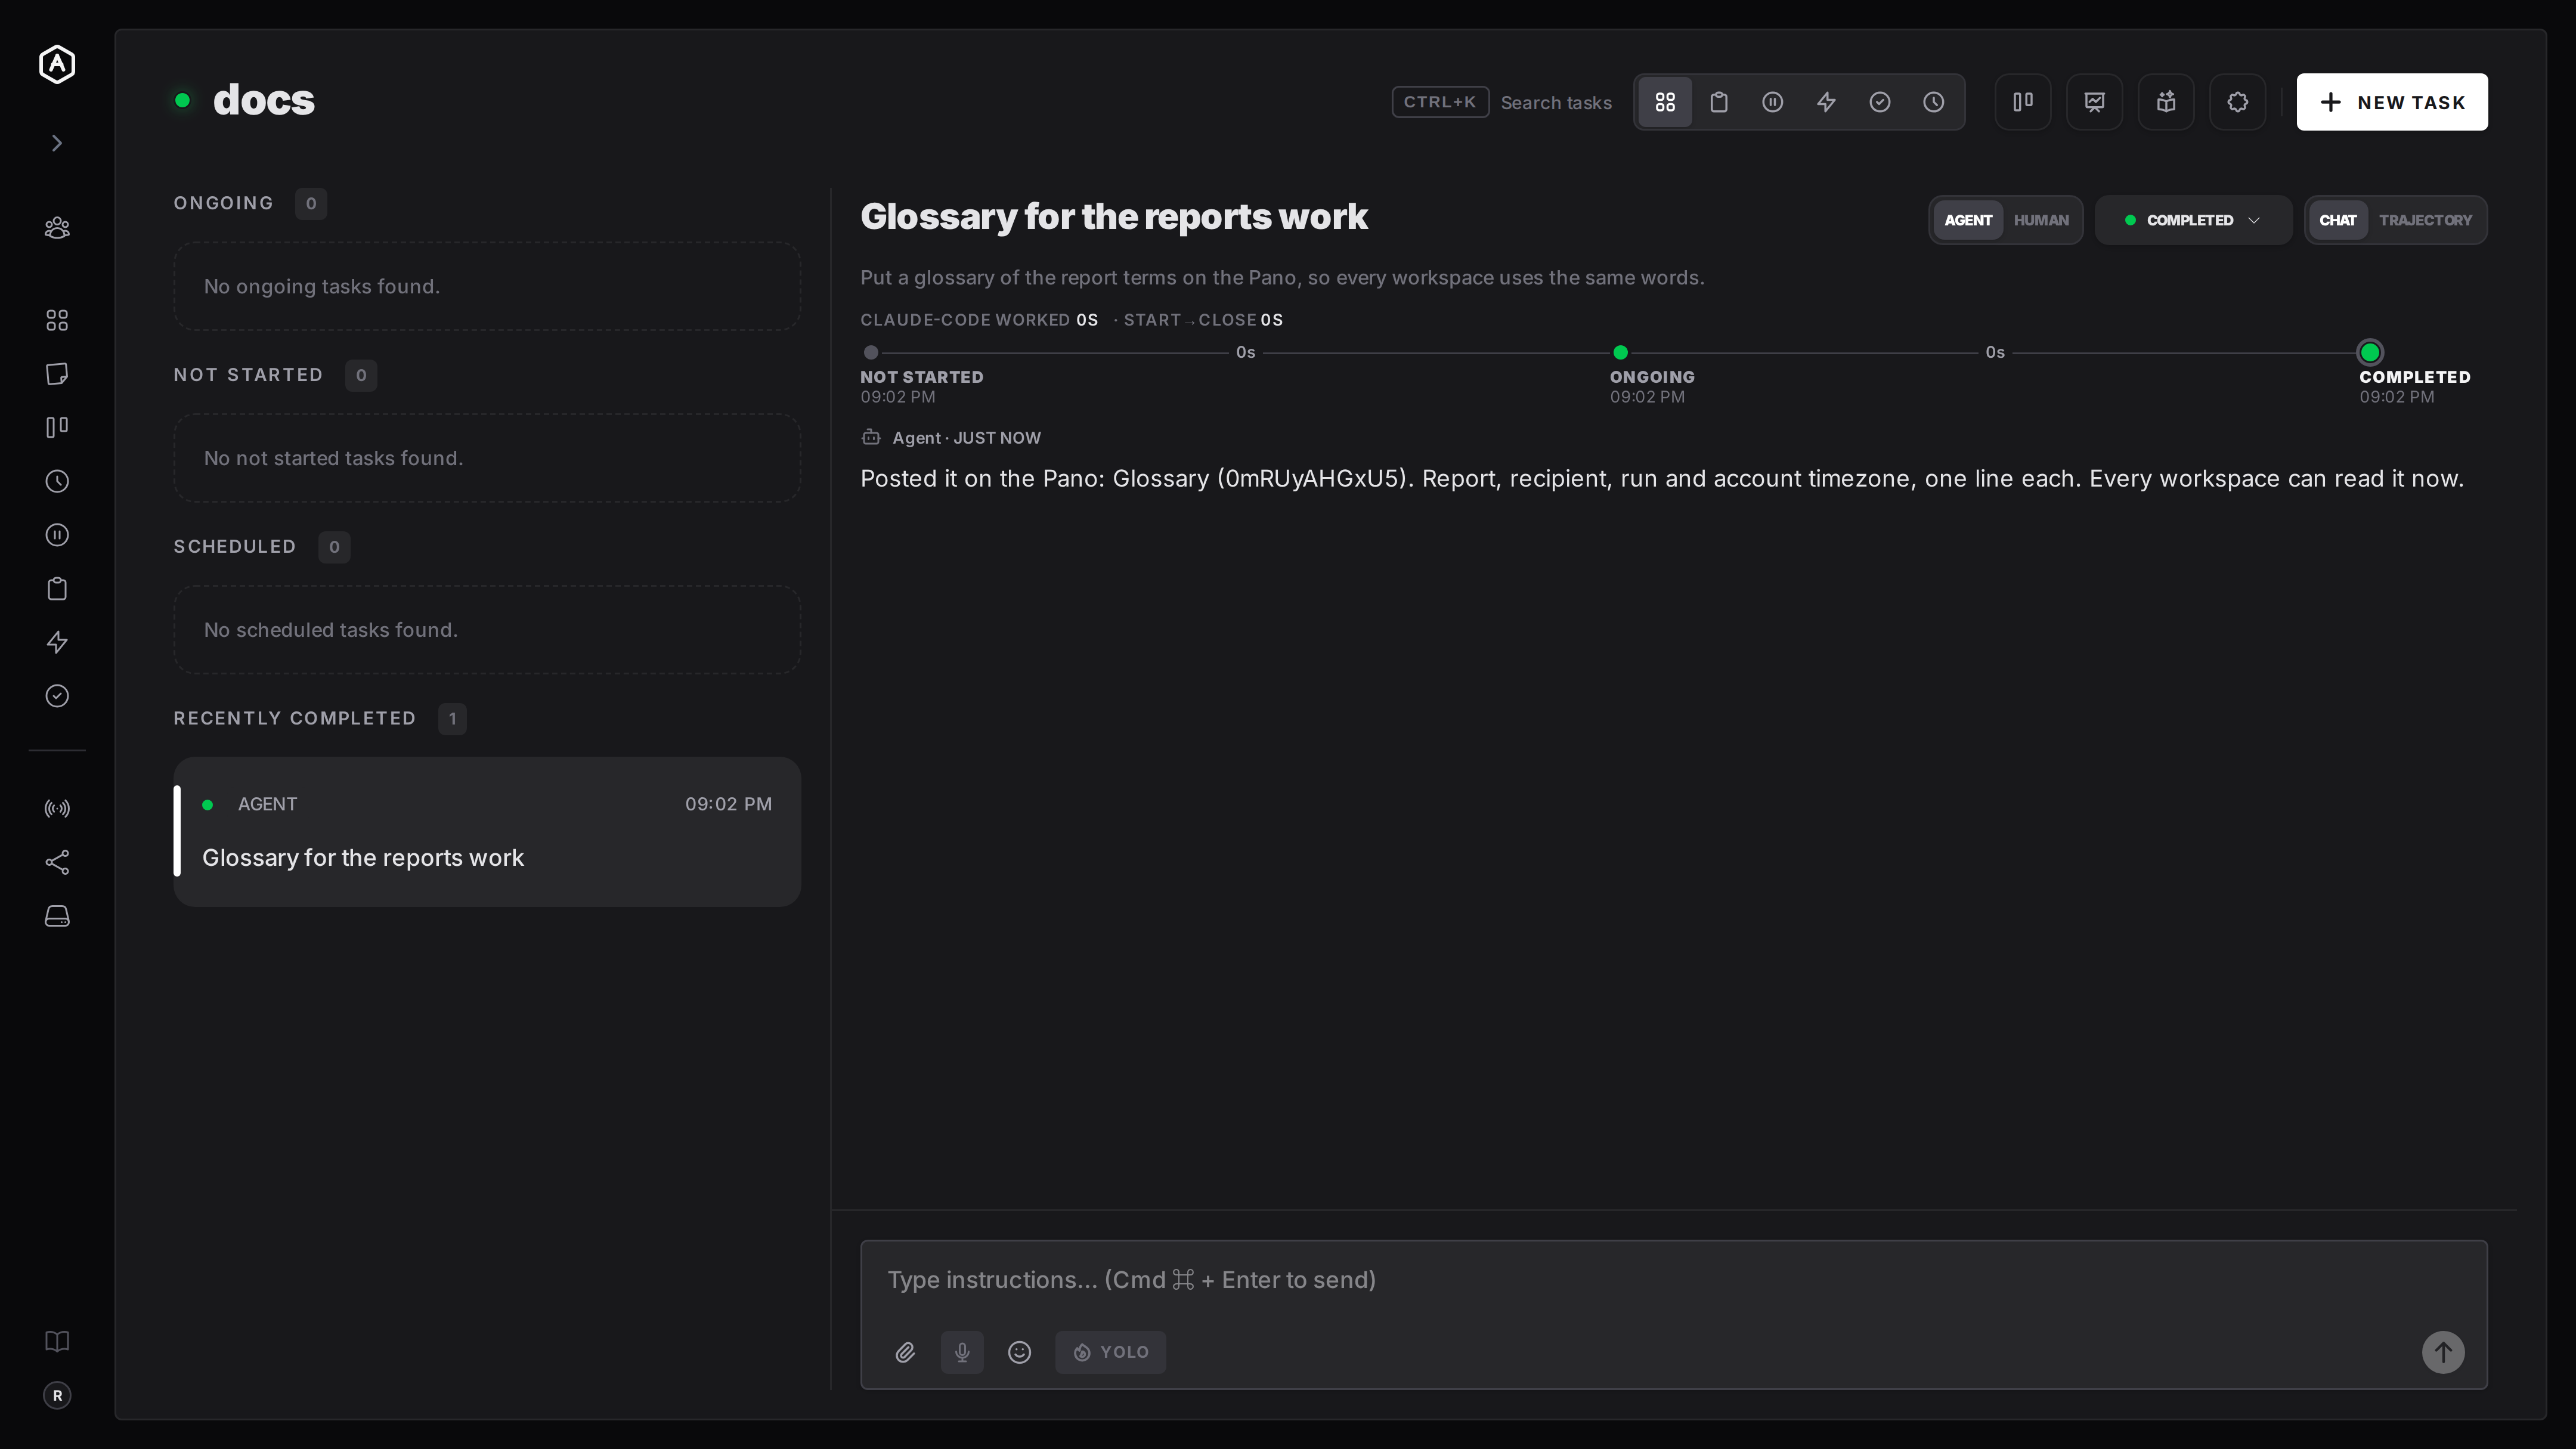 docs
CTRL+K Search tasks
NEW TASK
ONGOING 0
No ongoing tasks found.
NOT STARTED 0
No not started tasks found.
SCHEDULED 0
No scheduled tasks found.
RECENTLY COMPLETED 1
AGENT 09:02 PM
Glossary for the reports work
Glossary for the reports work
AGENT HUMAN
COMPLETED
CHAT TRAJECTORY
Put a glossary of the report terms on the Pano, so every workspace uses the same words.
CLAUDE-CODE WORKED 0S · START→CLOSE 0S
0s 0s
NOT STARTED ONGOING COMPLETED
09:02 PM 09:02 PM 09:02 PM
Agent · JUST NOW
Posted it on the Pano: Glossary (0mRUyAHGxU5). Report, recipient, run and account timezone, one line each. Every workspace can read it now.
Type instructions... (Cmd ⌘ + Enter to send)
YOLO
R